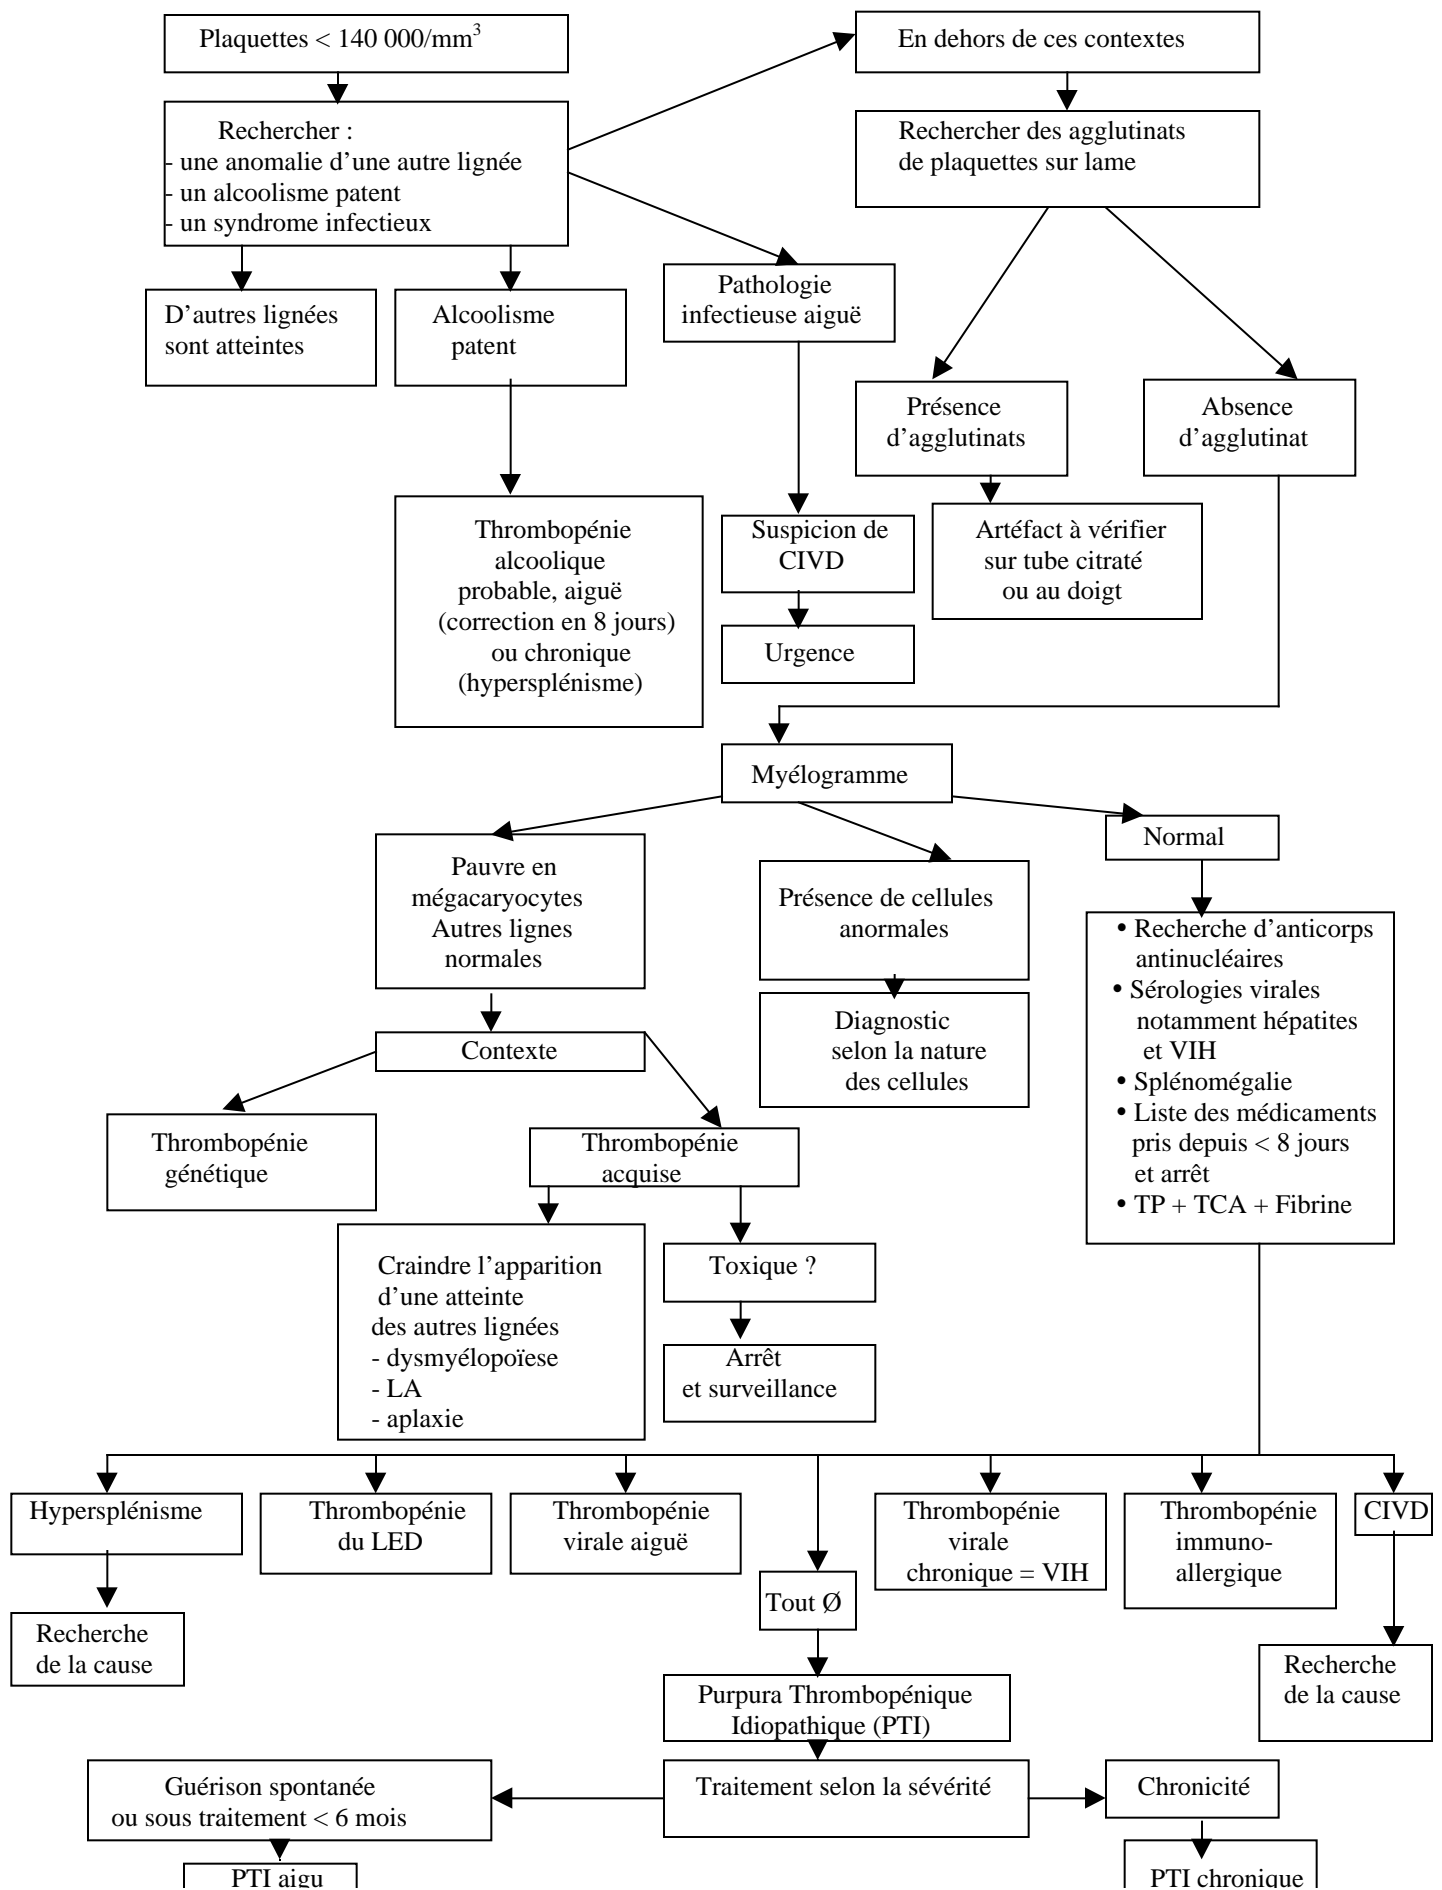 Plaquettes < 140 000/mm³
En dehors de ces contextes
Rechercher :
- une anomalie d’une autre lignée
- un alcoolisme patent
- un syndrome infectieux
Rechercher des agglutinats
de plaquettes sur lame
D’autres lignées
sont atteintes
Alcoolisme
patent
Pathologie
infectieuse aiguë
Présence
d’agglutinats
Absence
d’agglutinat
Thrombopénie
alcoolique
probable, aiguë
(correction en 8 jours)
ou chronique
(hypersplénisme)
Suspicion de
CIVD
Urgence
Artéfact à vérifier
sur tube citraté
ou au doigt
Myélogramme
Pauvre en
mégacaryocytes
Autres lignes
normales
Présence de cellules
anormales
Normal
Contexte
Diagnostic
selon la nature
des cellules
• Recherche d’anticorps
antinucléaires
• Sérologies virales
notamment hépatites
et VIH
• Splénomégalie
• Liste des médicaments
pris depuis < 8 jours
et arrêt
• TP + TCA + Fibrine
Thrombopénie
génétique
Thrombopénie
acquise
Craindre l’apparition
d’une atteinte
des autres lignées
- dysmyélopoïese
- LA
- aplaxie
Toxique ?
Arrêt
et surveillance
Hypersplénisme
Thrombopénie
du LED
Thrombopénie
virale aiguë
Tout Ø
Thrombopénie
virale
chronique = VIH
Thrombopénie
immuno-
allergique
CIVD
Recherche
de la cause
Recherche
de la cause
Purpura Thrombopénique
Idiopathique (PTI)
Guérison spontanée
ou sous traitement < 6 mois
Traitement selon la sévérité
Chronicité
PTI aigu
PTI chronique